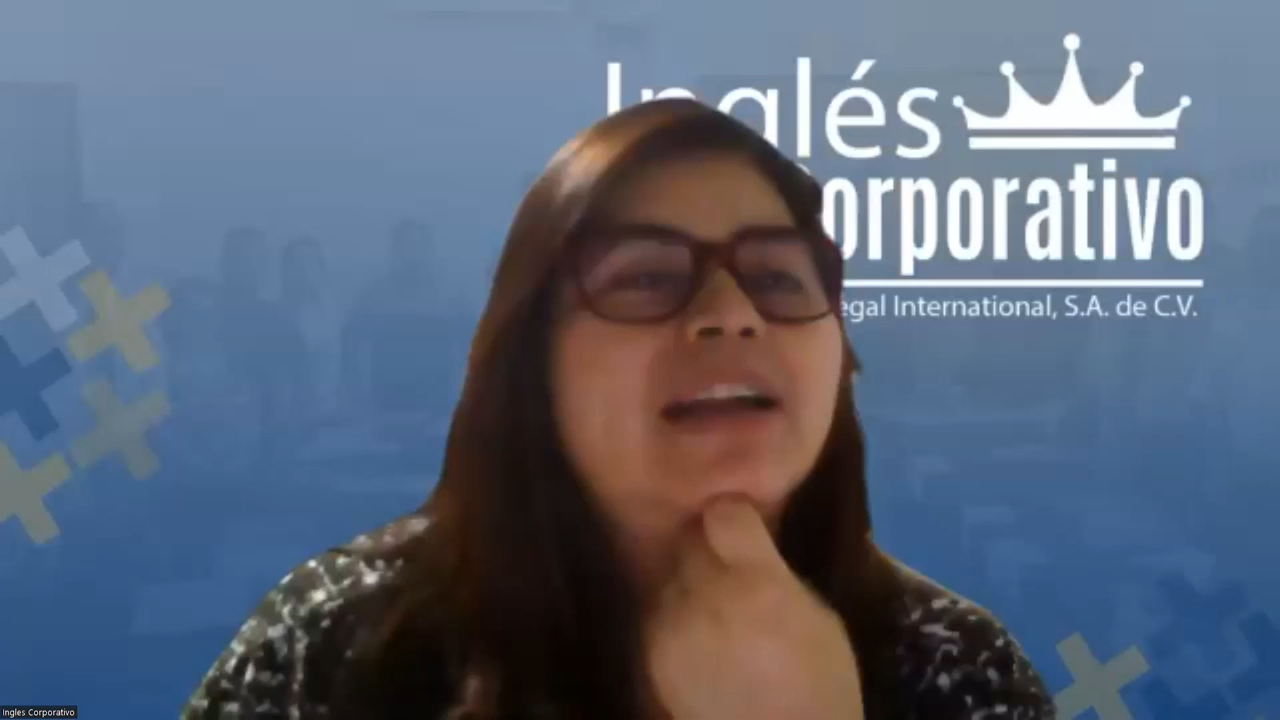 Inglés
orporativo
egal International, S.A. de C.V.
Ingles Corporativo